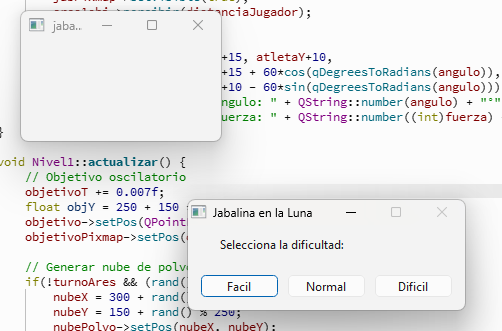 (distanciaJugador);
jaba...
+15, atletaY+10,
+15 + 60*cos(qDegreesToRadians(angulo)),
+10 - 60*sin(qDegreesToRadians(angulo)))
ngulo: " + QString::number(angulo) + "°"
uerza: " + QString::number((int)fuerza)
}
void Nivel1::actualizar() {
// Objetivo oscilatorio
objetivoT += 0.007f;
float objY = 250 + 150
objetivo->setPos(QPoint
objetivoPixmap->setPos(
Jabalina en la Luna
Selecciona la dificultad:
Facil Normal Dificil
// Generar nube de polvo
if(!turnoAres && (rand()
nubeX = 300 + rand()
nubeY = 150 + rand() % 250;
nubePolvo->setPos(nubeX, nubeY);